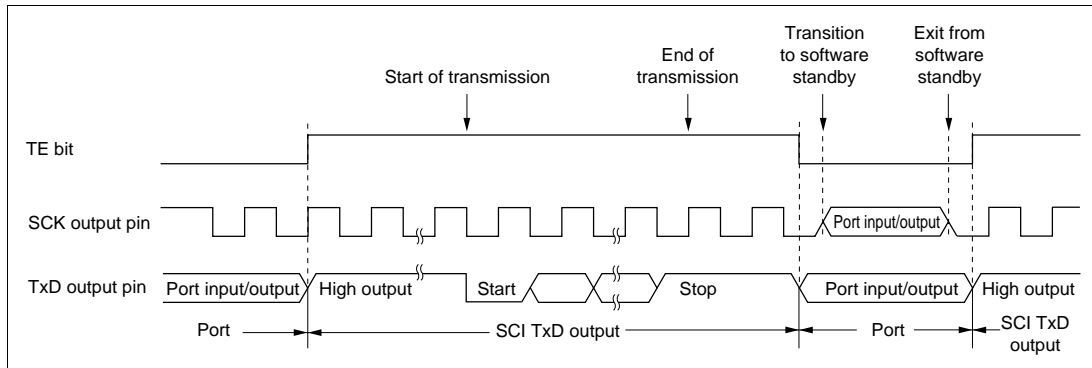 Transition
to software
standby
Exit from
software
standby
End of
transmission
Start of transmission
TE bit
SCK output pin
Port input/output
TxD output pin
Port input/output
High output
Start
Stop
Port input/output
High output
Port
SCI TxD output
Port
SCI TxD
output